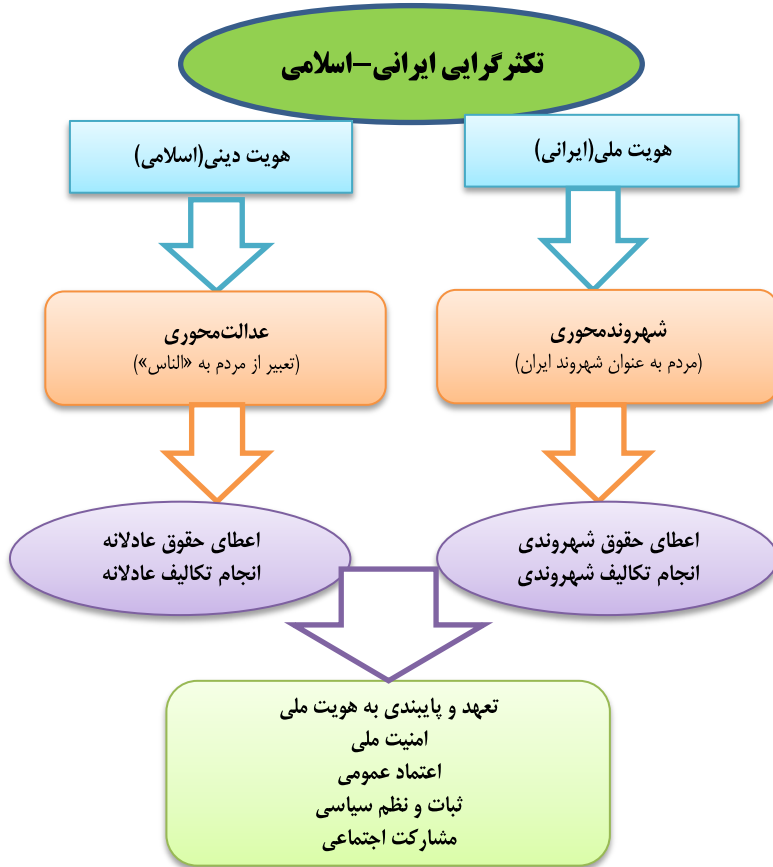 تکثرگرایی ایرانی-اسلامی
هویت ملی(ایرانی)
هویت دینی(اسلامی)
شهروندمحوری
(مردم به عنوان شهروند ایران)
عدالت‌محوری
(تعبیر از مردم به «الناس»)
اعطای حقوق شهروندی
انجام تکالیف شهروندی
اعطای حقوق عادلانه
انجام تکالیف عادلانه
تعهد و پایبندی به هویت ملی
امنیت ملی
اعتماد عمومی
ثبات و نظم سیاسی
مشارکت اجتماعی